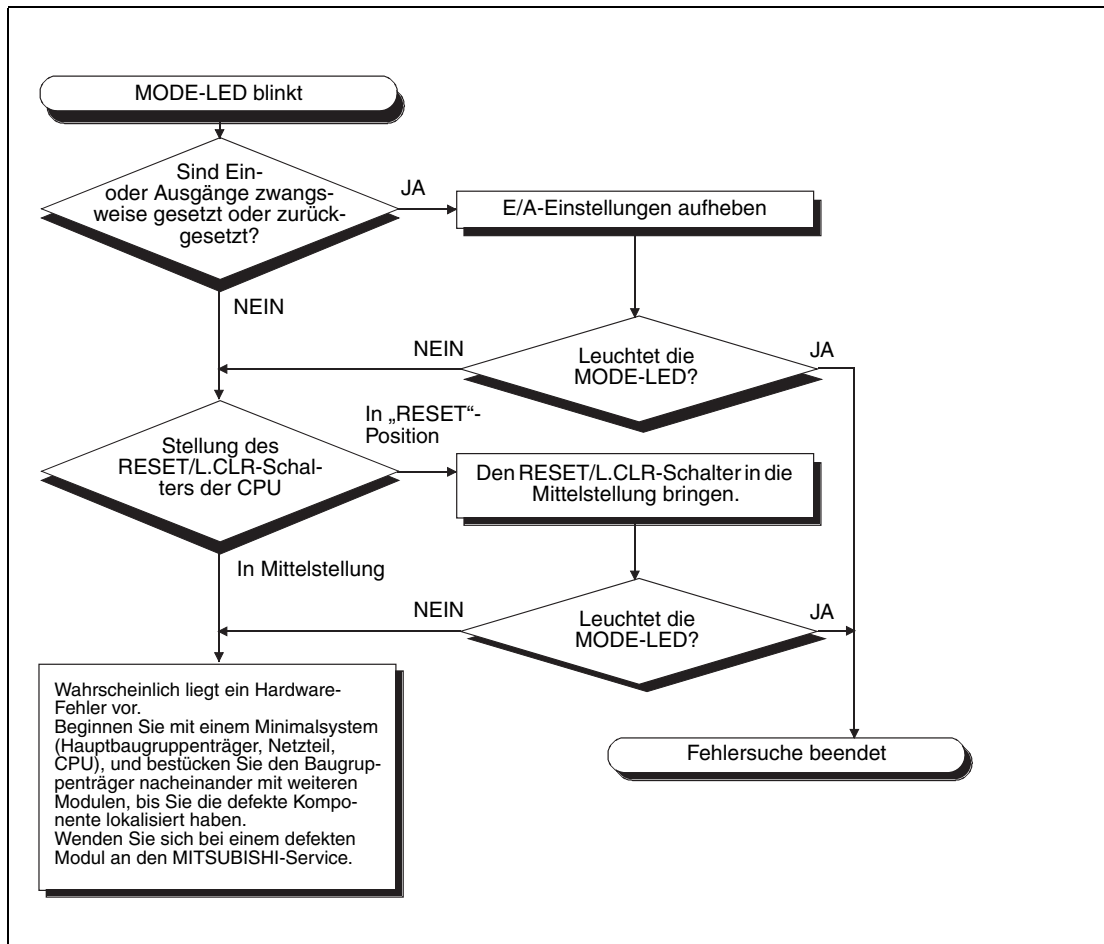 MODE-LED blinkt
Sind Ein-
oder Ausgänge zwangs-
weise gesetzt oder zurück-
gesetzt?
JA
E/A-Einstellungen aufheben
NEIN
NEIN
Leuchtet die
MODE-LED?
JA
Stellung des
RESET/L.CLR-Schal-
ters der CPU
In „RESET“-
Position
Den RESET/L.CLR-Schalter in die
Mittelstellung bringen.
In Mittelstellung
NEIN
Leuchtet die
MODE-LED?
JA
Wahrscheinlich liegt ein Hardware-
Fehler vor.
Beginnen Sie mit einem Minimalsystem
(Hauptbaugruppenträger, Netzteil,
CPU), und bestücken Sie den Baugrup-
penträger nacheinander mit weiteren
Modulen, bis Sie die defekte Kompo-
nente lokalisiert haben.
Wenden Sie sich bei einem defekten
Modul an den MITSUBISHI-Service.
Fehlersuche beendet